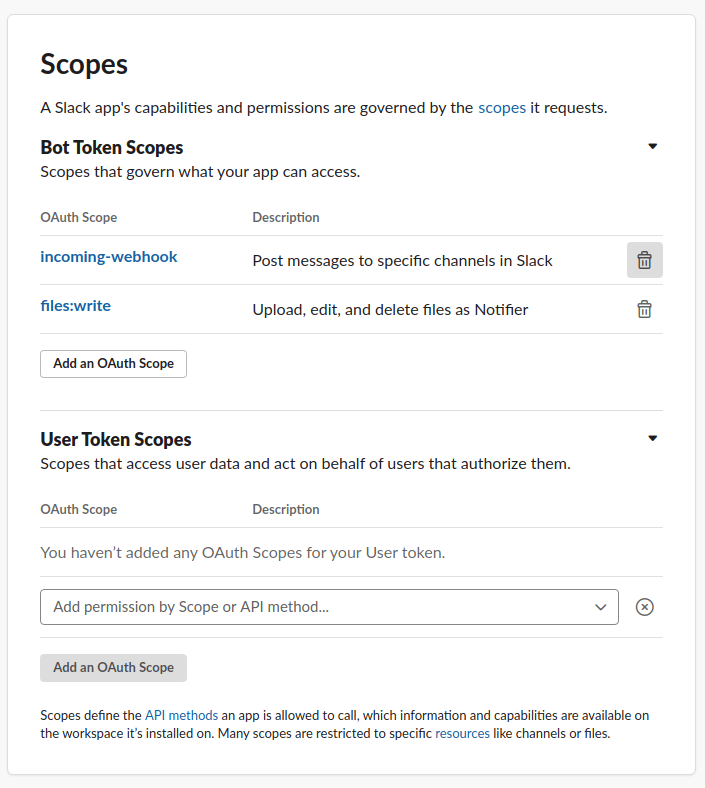 Scopes
A Slack app's capabilities and permissions are governed by the scopes it requests.
Bot Token Scopes
Scopes that govern what your app can access.
OAuth Scope Description
incoming-webhook Post messages to specific channels in Slack
files:write Upload, edit, and delete files as Notifier
Add an OAuth Scope
User Token Scopes
Scopes that access user data and act on behalf of users that authorize them.
OAuth Scope Description
You haven’t added any OAuth Scopes for your User token.
Add permission by Scope or API method...
Add an OAuth Scope
Scopes define the API methods an app is allowed to call, which information and capabilities are available on
the workspace it’s installed on. Many scopes are restricted to specific resources like channels or files.